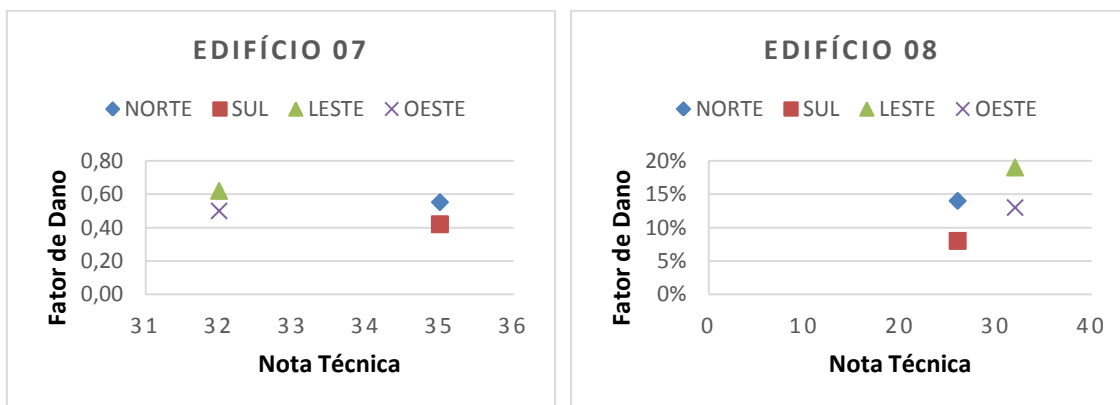 EDIFÍCIO 07
NORTE SUL LESTE OESTE
0,80
0,60
0,40
0,20
0,00
Fator de Dano
31 32 33 34 35 36
Nota Técnica
EDIFÍCIO 08
NORTE SUL LESTE OESTE
20%
15%
10%
5%
0%
Fator de Dano
0 10 20 30 40
Nota Técnica